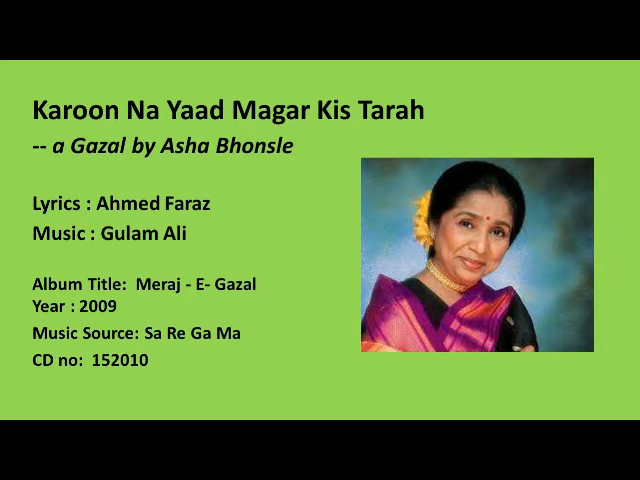 Karoon Na Yaad Magar Kis Tarah
-- a Gazal by Asha Bhonsle
Lyrics : Ahmed Faraz
Music : Gulam Ali
Album Title:  Meraj - E- Gazal
Year : 2009
Music Source: Sa Re Ga Ma
CD no:  152010